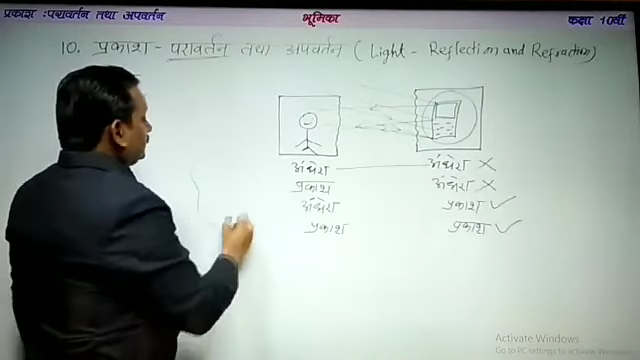 प्रकाश :परावर्तन तथा अपवर्तन भूमिका कक्षा 10वीं
10. प्रकाश - परावर्तन तथा अपवर्तन ( Light - Reflection and Refraction)
अंधेरा अंधेरा ✗
प्रकाश अंधेरा ✗
अंधेरा प्रकाश ✓
प्रकाश प्रकाश ✓
Activate Windows
Go to PC settings to activate Windows